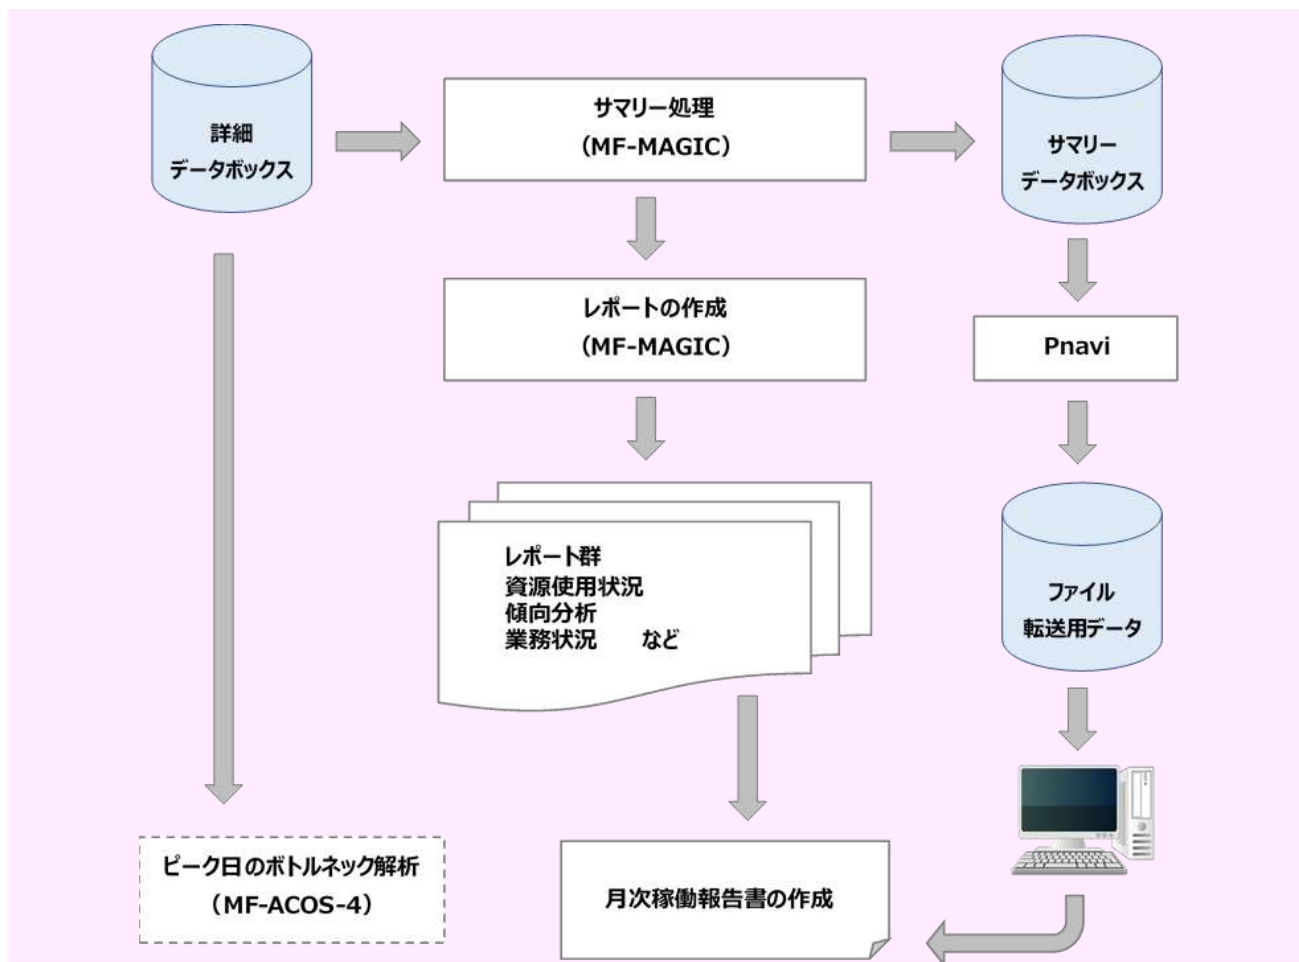 詳細
データボックス
サマリー処理
（MF-MAGIC）
サマリー
データボックス
レポートの作成
（MF-MAGIC）
Pnavi
レポート群
資源使用状況
傾向分析
業務状況　　など
ファイル
転送用データ
ピーク日のボトルネック解析
（MF-ACOS-4）
月次稼働報告書の作成